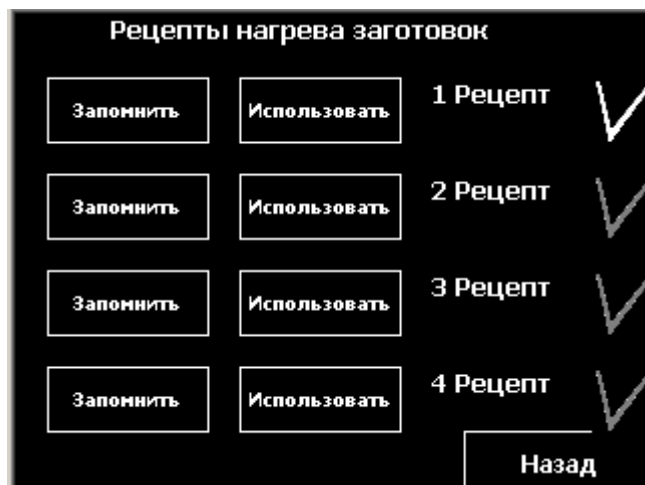 Рецепты нагрева заготовок
Запомнить Использовать 1 Рецепт
Запомнить Использовать 2 Рецепт
Запомнить Использовать 3 Рецепт
Запомнить Использовать 4 Рецепт
Назад